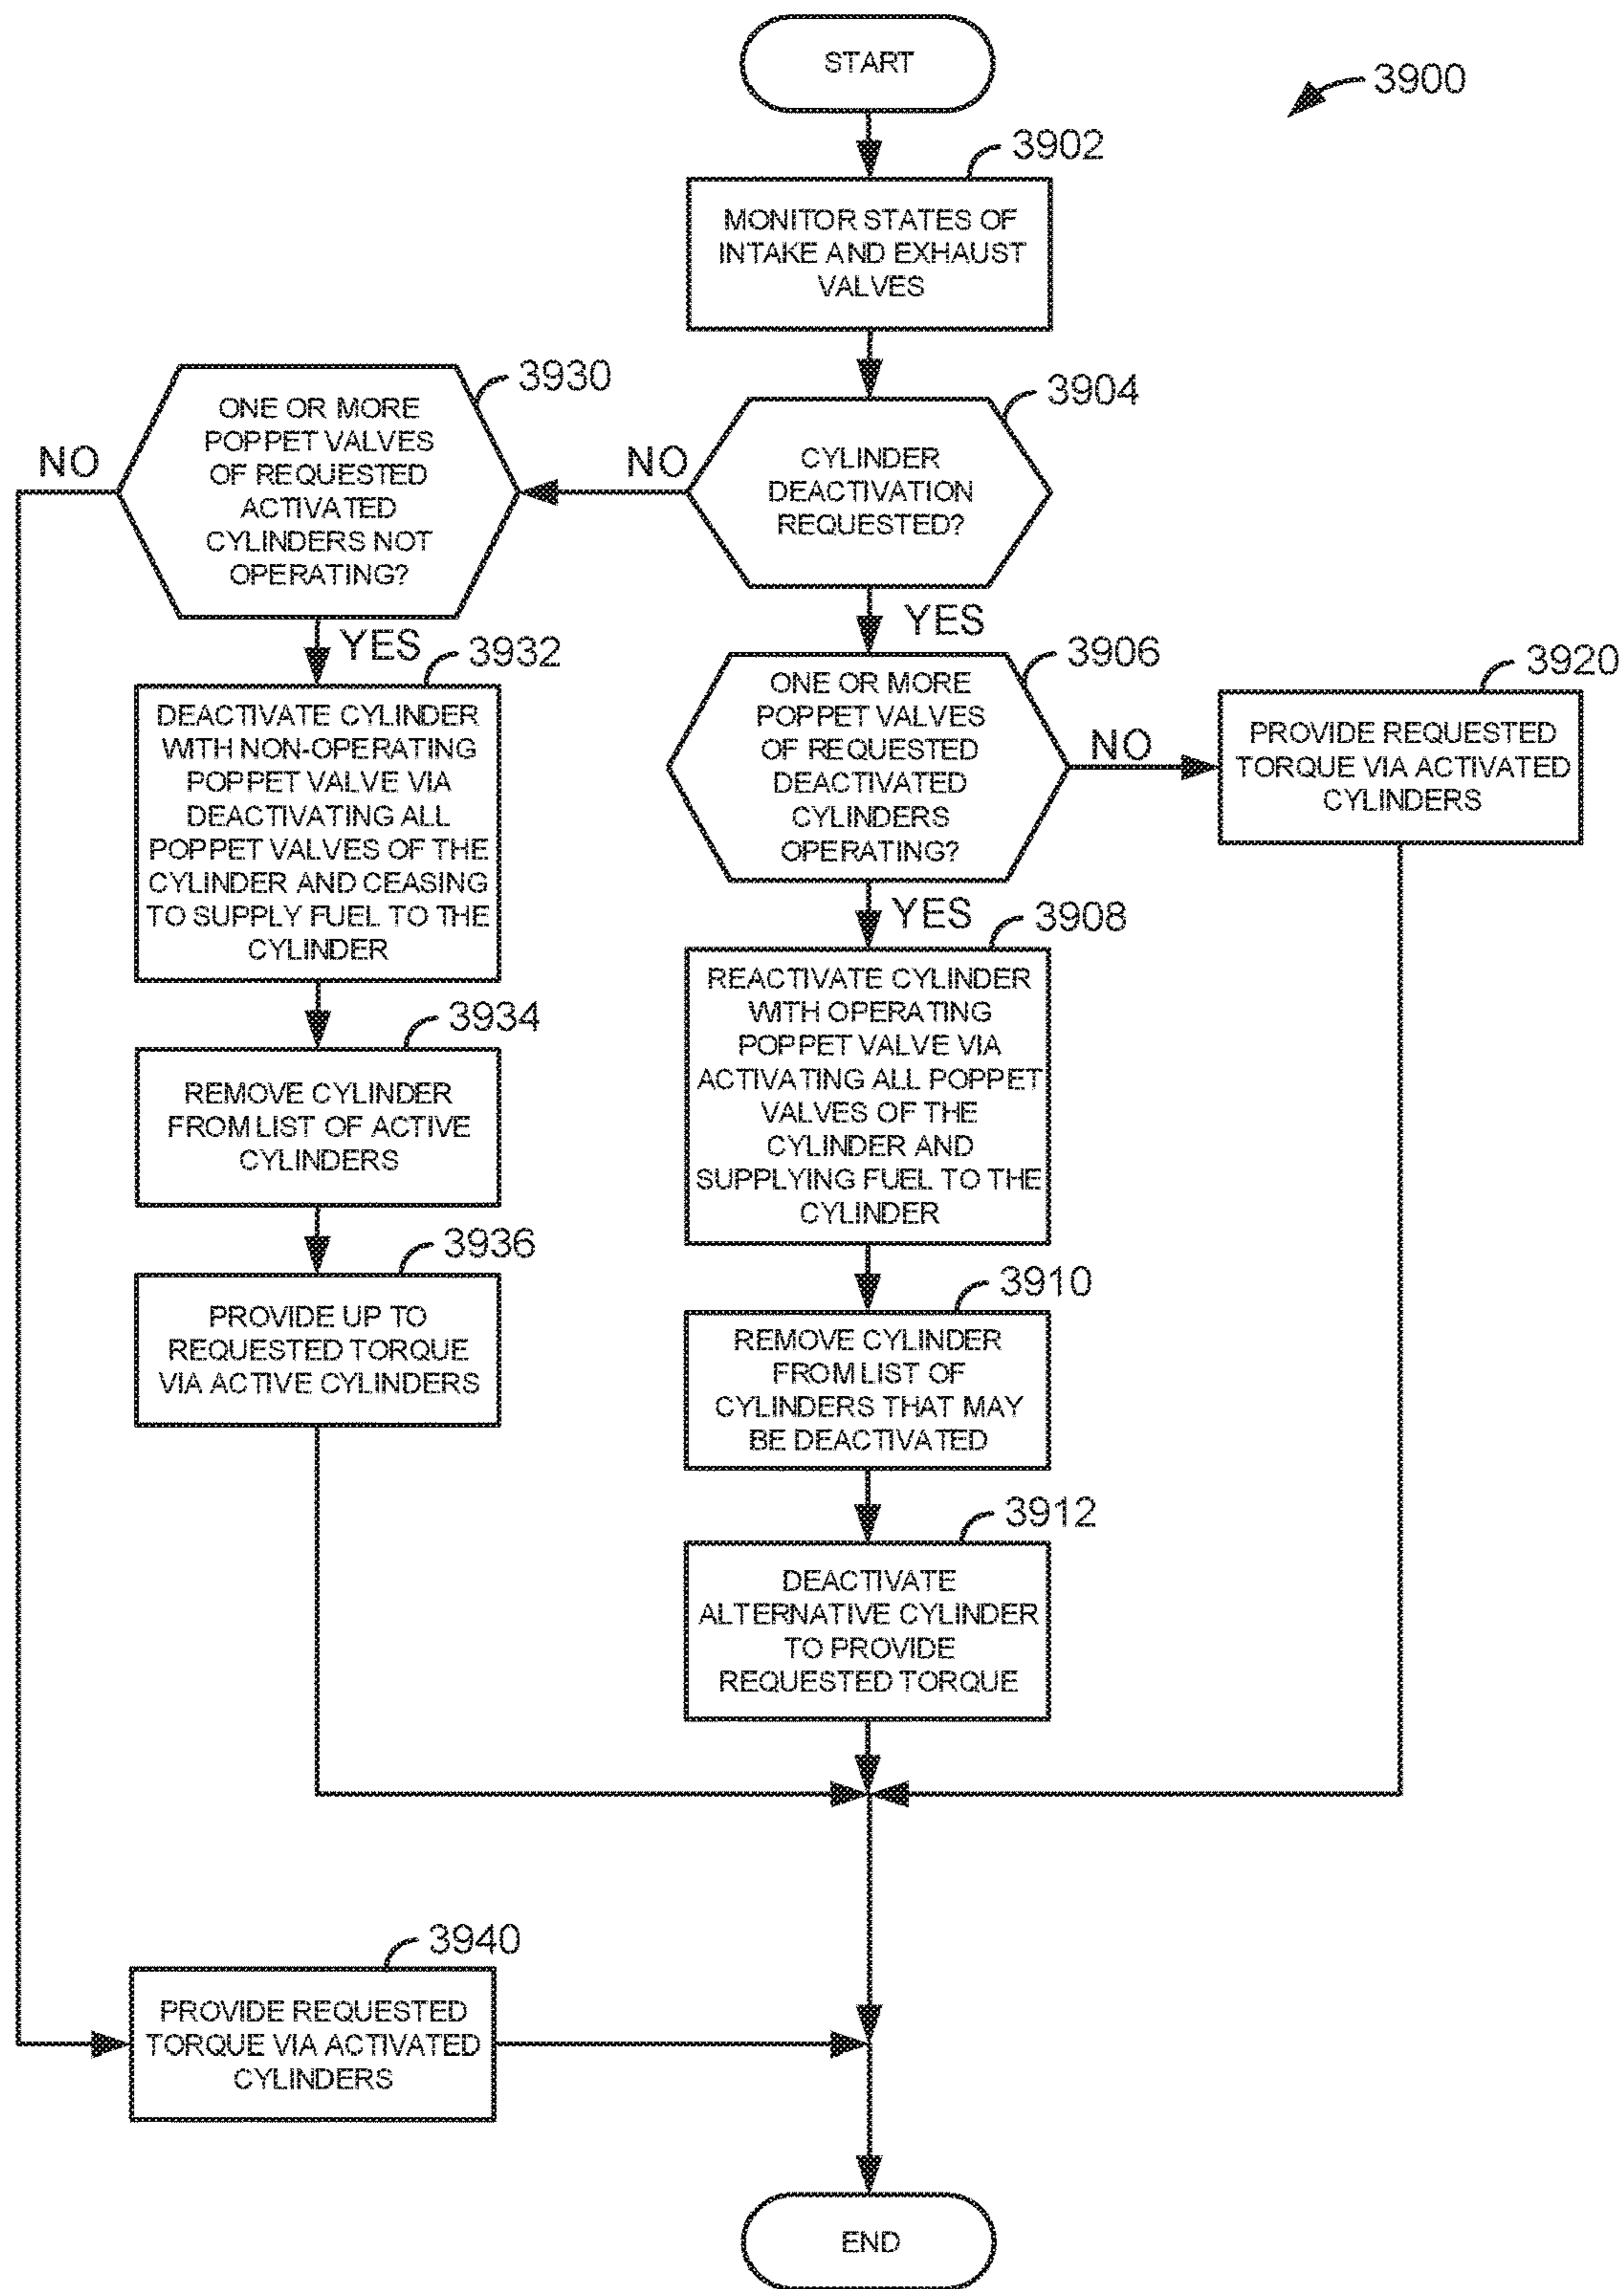 START
3900
3902
MONITOR STATES OF
INTAKE AND EXHAUST
VALVES
3904
CYLINDER
DEACTIVATION
REQUESTED?
NO
YES
3930
ONE OR MORE
POPPET VALVES
OF REQUESTED
ACTIVATED
CYLINDERS NOT
OPERATING?
NO
YES
3906
ONE OR MORE
POPPET VALVES
OF REQUESTED
DEACTIVATED
CYLINDERS
OPERATING?
NO
YES
3920
PROVIDE REQUESTED
TORQUE VIA ACTIVATED
CYLINDERS
3932
DEACTIVATE CYLINDER
WITH NON-OPERATING
POPPET VALVE VIA
DEACTIVATING ALL
POPPET VALVES OF THE
CYLINDER AND CEASING
TO SUPPLY FUEL TO THE
CYLINDER
3908
REACTIVATE CYLINDER
WITH OPERATING
POPPET VALVE VIA
ACTIVATING ALL POPPET
VALVES OF THE
CYLINDER AND
SUPPLYING FUEL TO THE
CYLINDER
3934
REMOVE CYLINDER
FROM LIST OF ACTIVE
CYLINDERS
3936
PROVIDE UP TO
REQUESTED TORQUE
VIA ACTIVE CYLINDERS
3910
REMOVE CYLINDER
FROM LIST OF
CYLINDERS THAT MAY
BE DEACTIVATED
3912
DEACTIVATE
ALTERNATIVE CYLINDER
TO PROVIDE
REQUESTED TORQUE
3940
PROVIDE REQUESTED
TORQUE VIA ACTIVATED
CYLINDERS
END